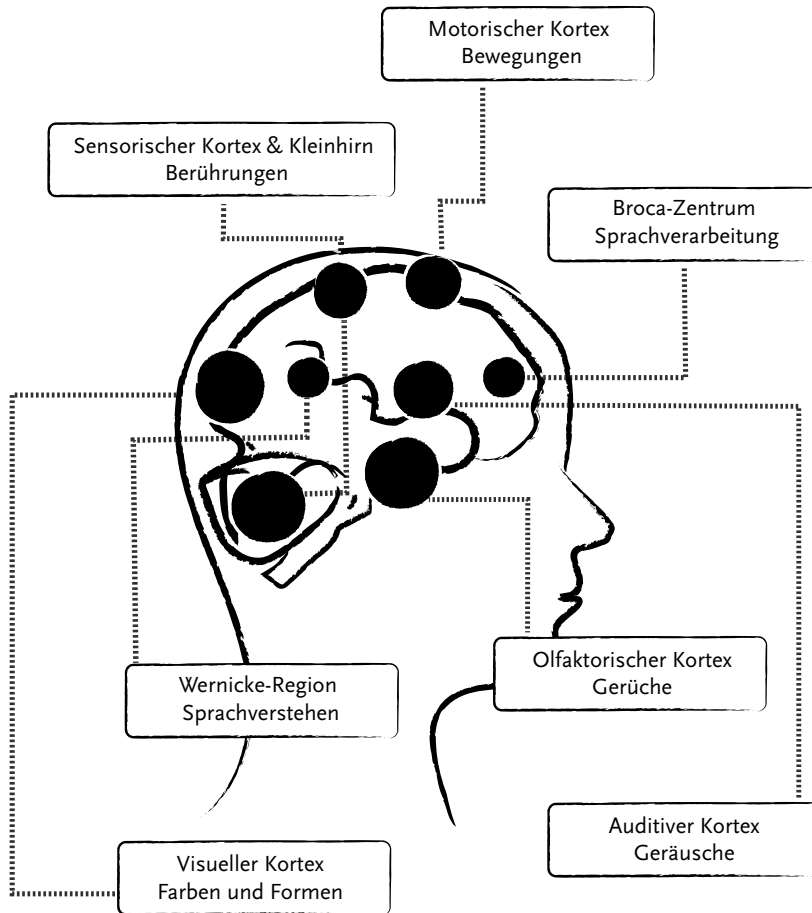 Motorischer Kortex
Bewegungen
Sensorischer Kortex & Kleinhirn
Berührungen
Broca-Zentrum
Sprachverarbeitung
Olfaktorischer Kortex
Gerüche
Wernicke-Region
Sprachverstehen
Auditiver Kortex
Geräusche
Visueller Kortex
Farben und Formen